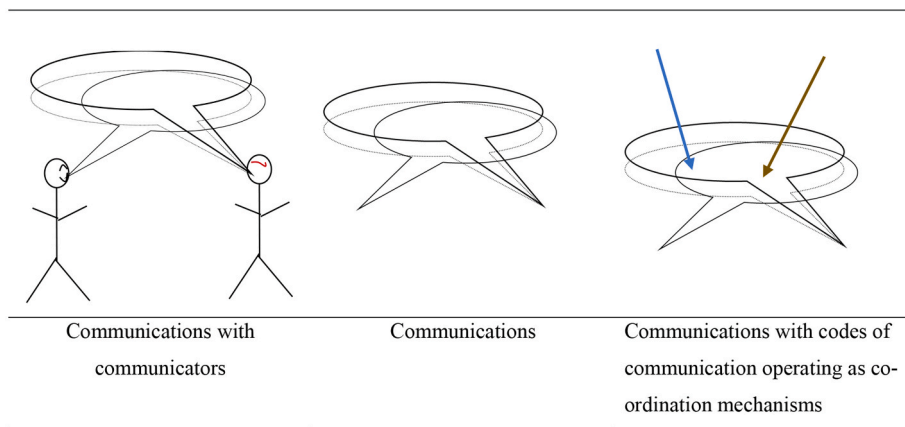 Communications with
communicators
Communications
Communications with codes of
communication operating as co-
ordination mechanisms